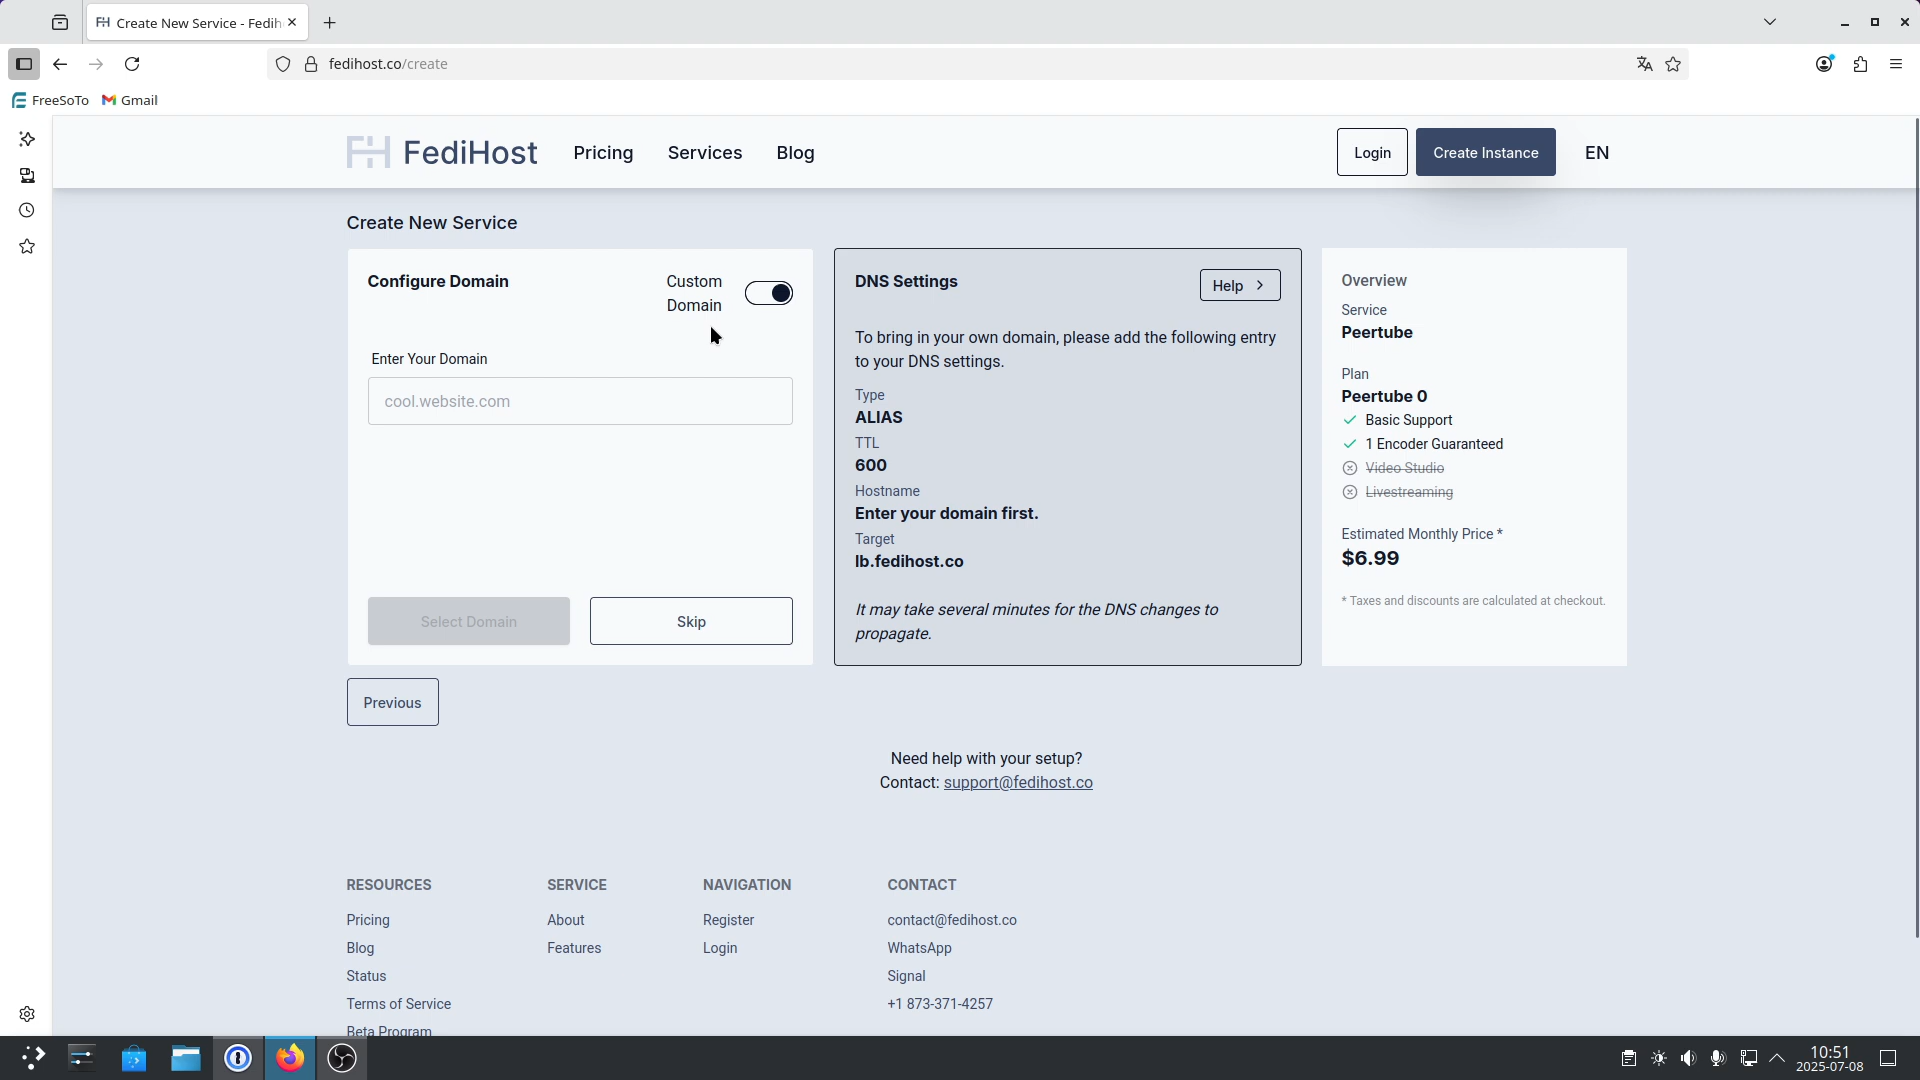 Create New Service - Fedih
fedihost.co/create
FreeSoTo
Gmail
FediHost
Pricing
Services
Blog
Login
Create Instance
EN
Create New Service
Configure Domain
Custom
Domain
Enter Your Domain
cool.website.com
Select Domain
Skip
DNS Settings
Help
To bring in your own domain, please add the following entry
to your DNS settings.
Type
ALIAS
TTL
600
Hostname
Enter your domain first.
Target
lb.fedihost.co
It may take several minutes for the DNS changes to
propagate.
Overview
Service
Peertube
Plan
Peertube 0
Basic Support
1 Encoder Guaranteed
Video Studio
Livestreaming
Estimated Monthly Price *
$6.99
* Taxes and discounts are calculated at checkout.
Previous
Need help with your setup?
Contact: support@fedihost.co
RESOURCES
Pricing
Blog
Status
Terms of Service
Beta Program
SERVICE
About
Features
NAVIGATION
Register
Login
CONTACT
contact@fedihost.co
WhatsApp
Signal
+1 873-371-4257
10:51
2025-07-08